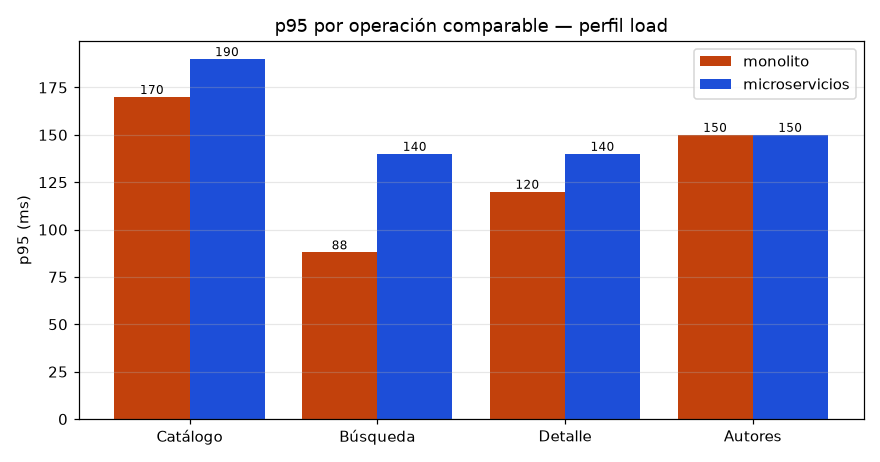 p95 por operación comparable — perfil load
monolito
microservicios
p95 (ms)
175
150
125
100
75
50
25
0
170
190
88
140
120
140
150
150
Catálogo
Búsqueda
Detalle
Autores